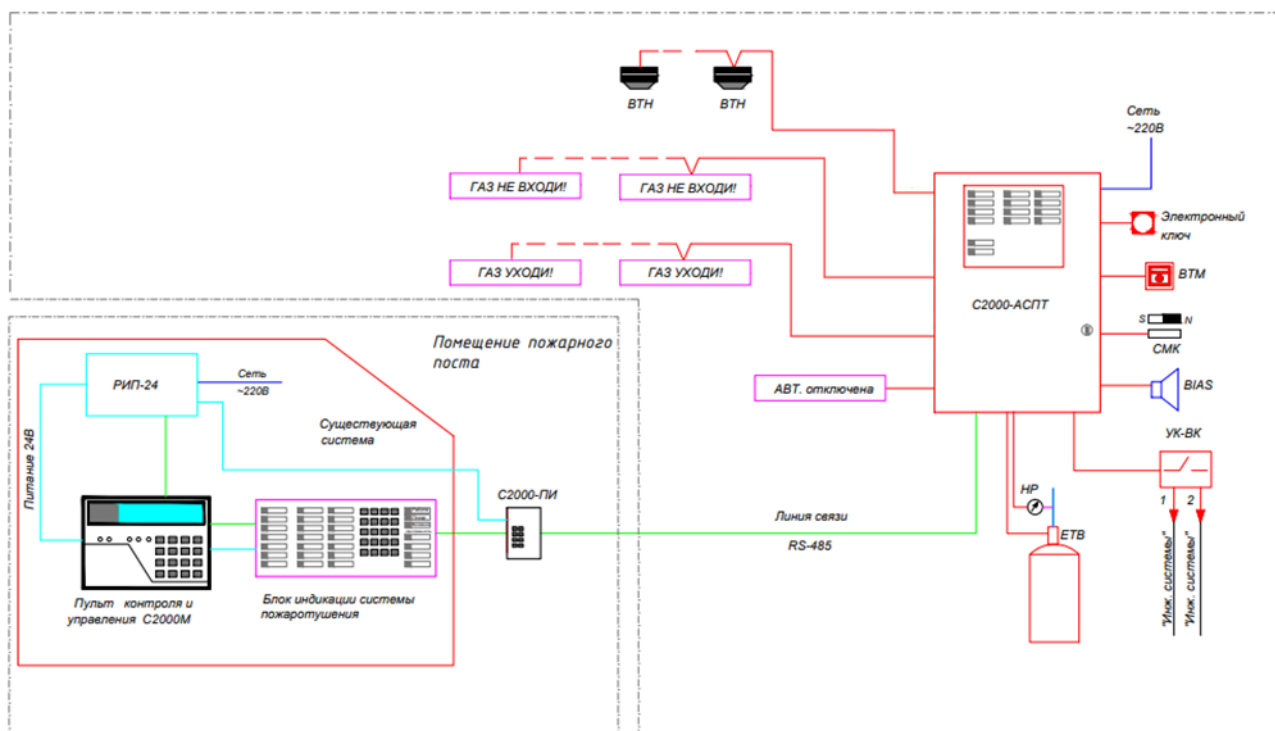 ВТН
ВТН
Сеть
~220В
ГАЗ НЕ ВХОДИ!
ГАЗ НЕ ВХОДИ!
Электронный
ключ
ГАЗ УХОДИ!
ГАЗ УХОДИ!
ВТМ
С2000-АСПТ
S
N
СМК
АВТ. отключена
BIAS
Помещение пожарного
поста
РИП-24
Сеть
~220В
Существующая
система
Питание 24В
УК-ВК
С2000-ПИ
НР
1
2
Линия связи
RS-485
ЕТВ
Пульт контроля и
управления С2000М
Блок индикации системы
пожаротушения
"Инж. системы"
"Инж. системы"